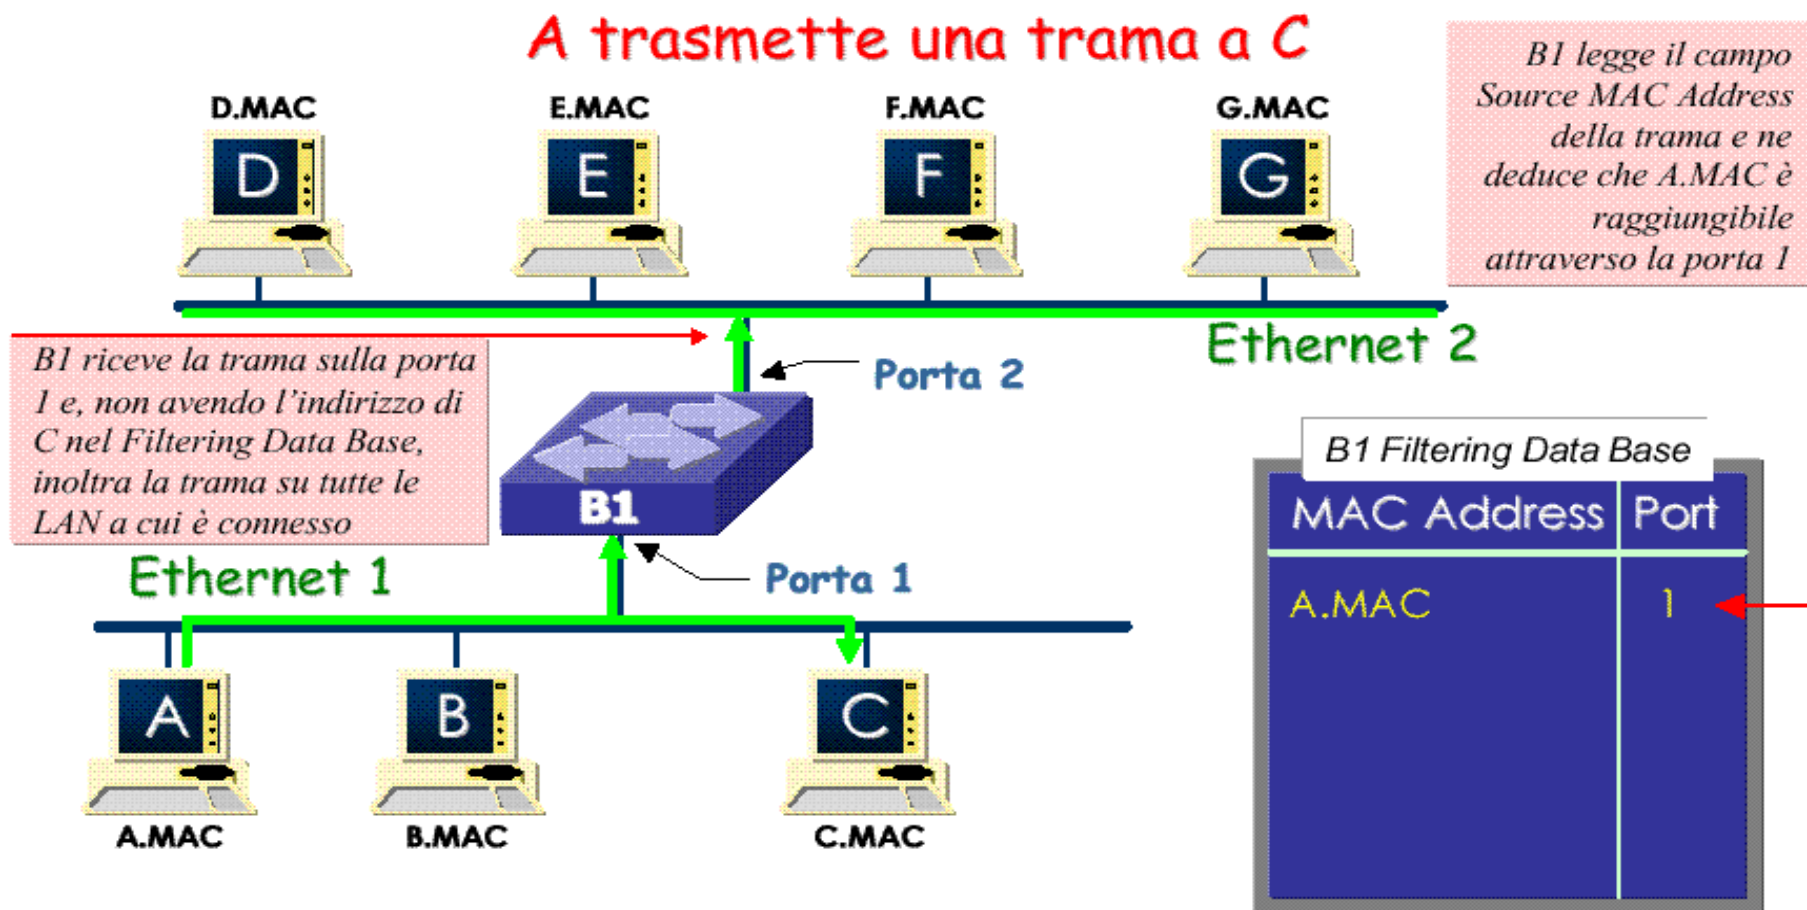 A trasmette una trama a C
B1 legge il campo
Source MAC Address
della trama e ne
deduce che A.MAC è
raggiungibile
attraverso la porta 1
D.MAC
E.MAC
F.MAC
G.MAC
D
E
F
G
Ethernet 2
B1 riceve la trama sulla porta
1 e, non avendo l'indirizzo di
C nel Filtering Data Base,
inoltra la trama su tutte le
LAN a cui è connesso
Porta 2
B1
Ethernet 1
Porta 1
B1 Filtering Data Base
MAC Address Port
A.MAC 1
A
B
C
A.MAC
B.MAC
C.MAC